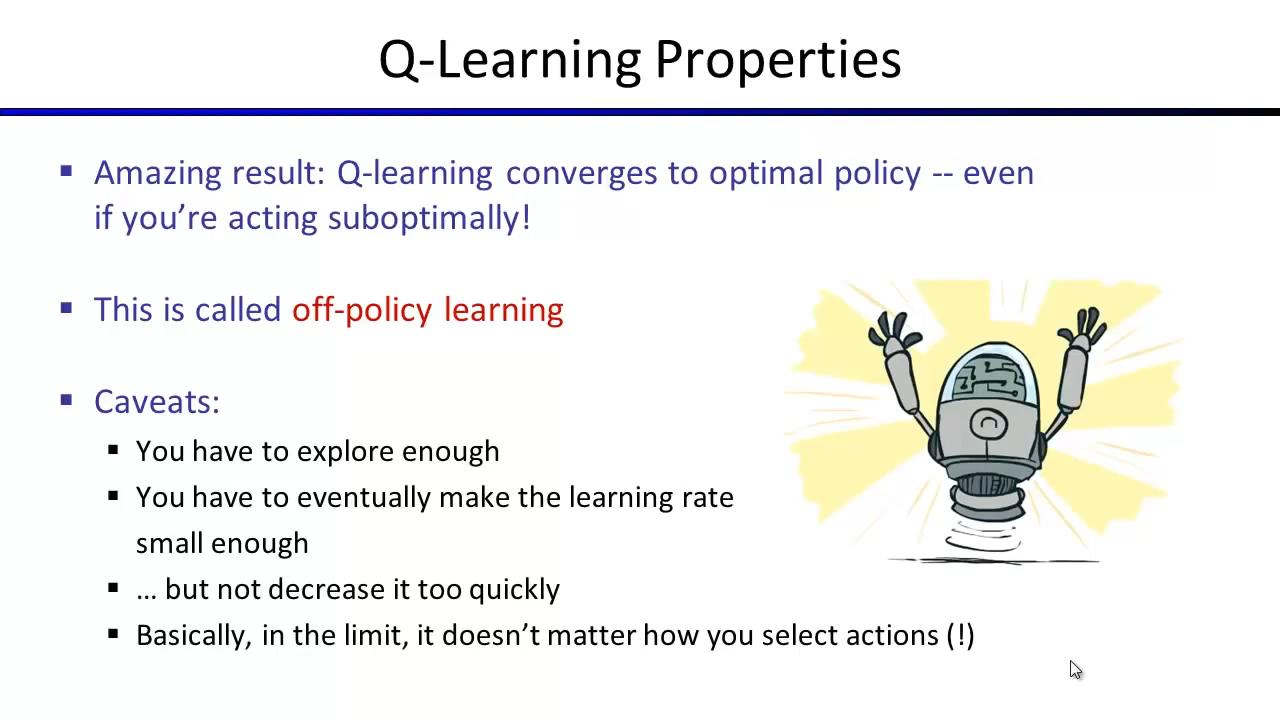 Q-Learning Properties
▪ Amazing result: Q-learning converges to optimal policy -- even
if you’re acting suboptimally!
▪ This is called off-policy learning
▪ Caveats:
▪ You have to explore enough
▪ You have to eventually make the learning rate
small enough
▪ … but not decrease it too quickly
▪ Basically, in the limit, it doesn’t matter how you select actions (!)